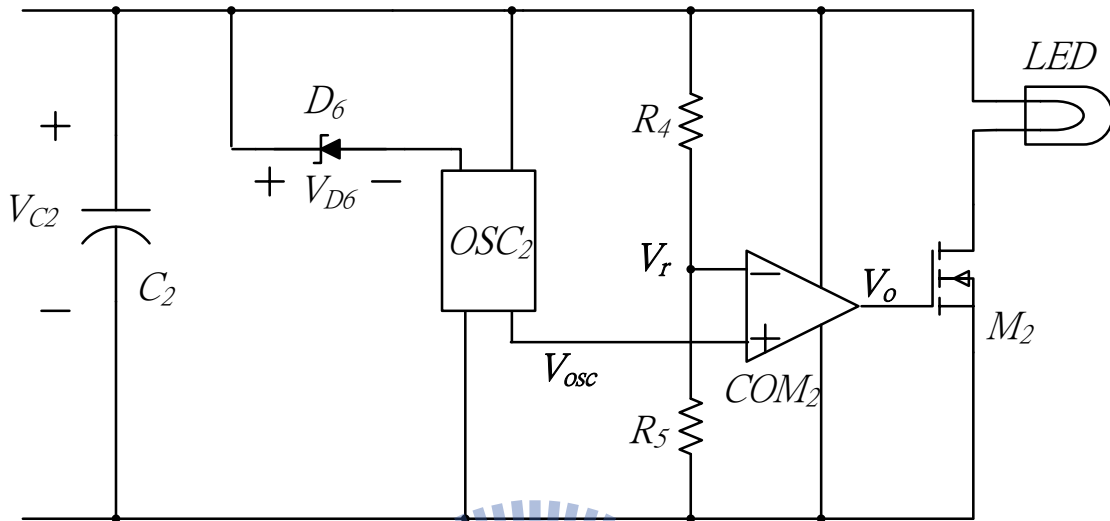 LED
D₆
R₄
+
+ V_D6 −
V_C2
OSC₂
V_r
−
V_o
C₂
−
+
M₂
V_osc
COM₂
R₅